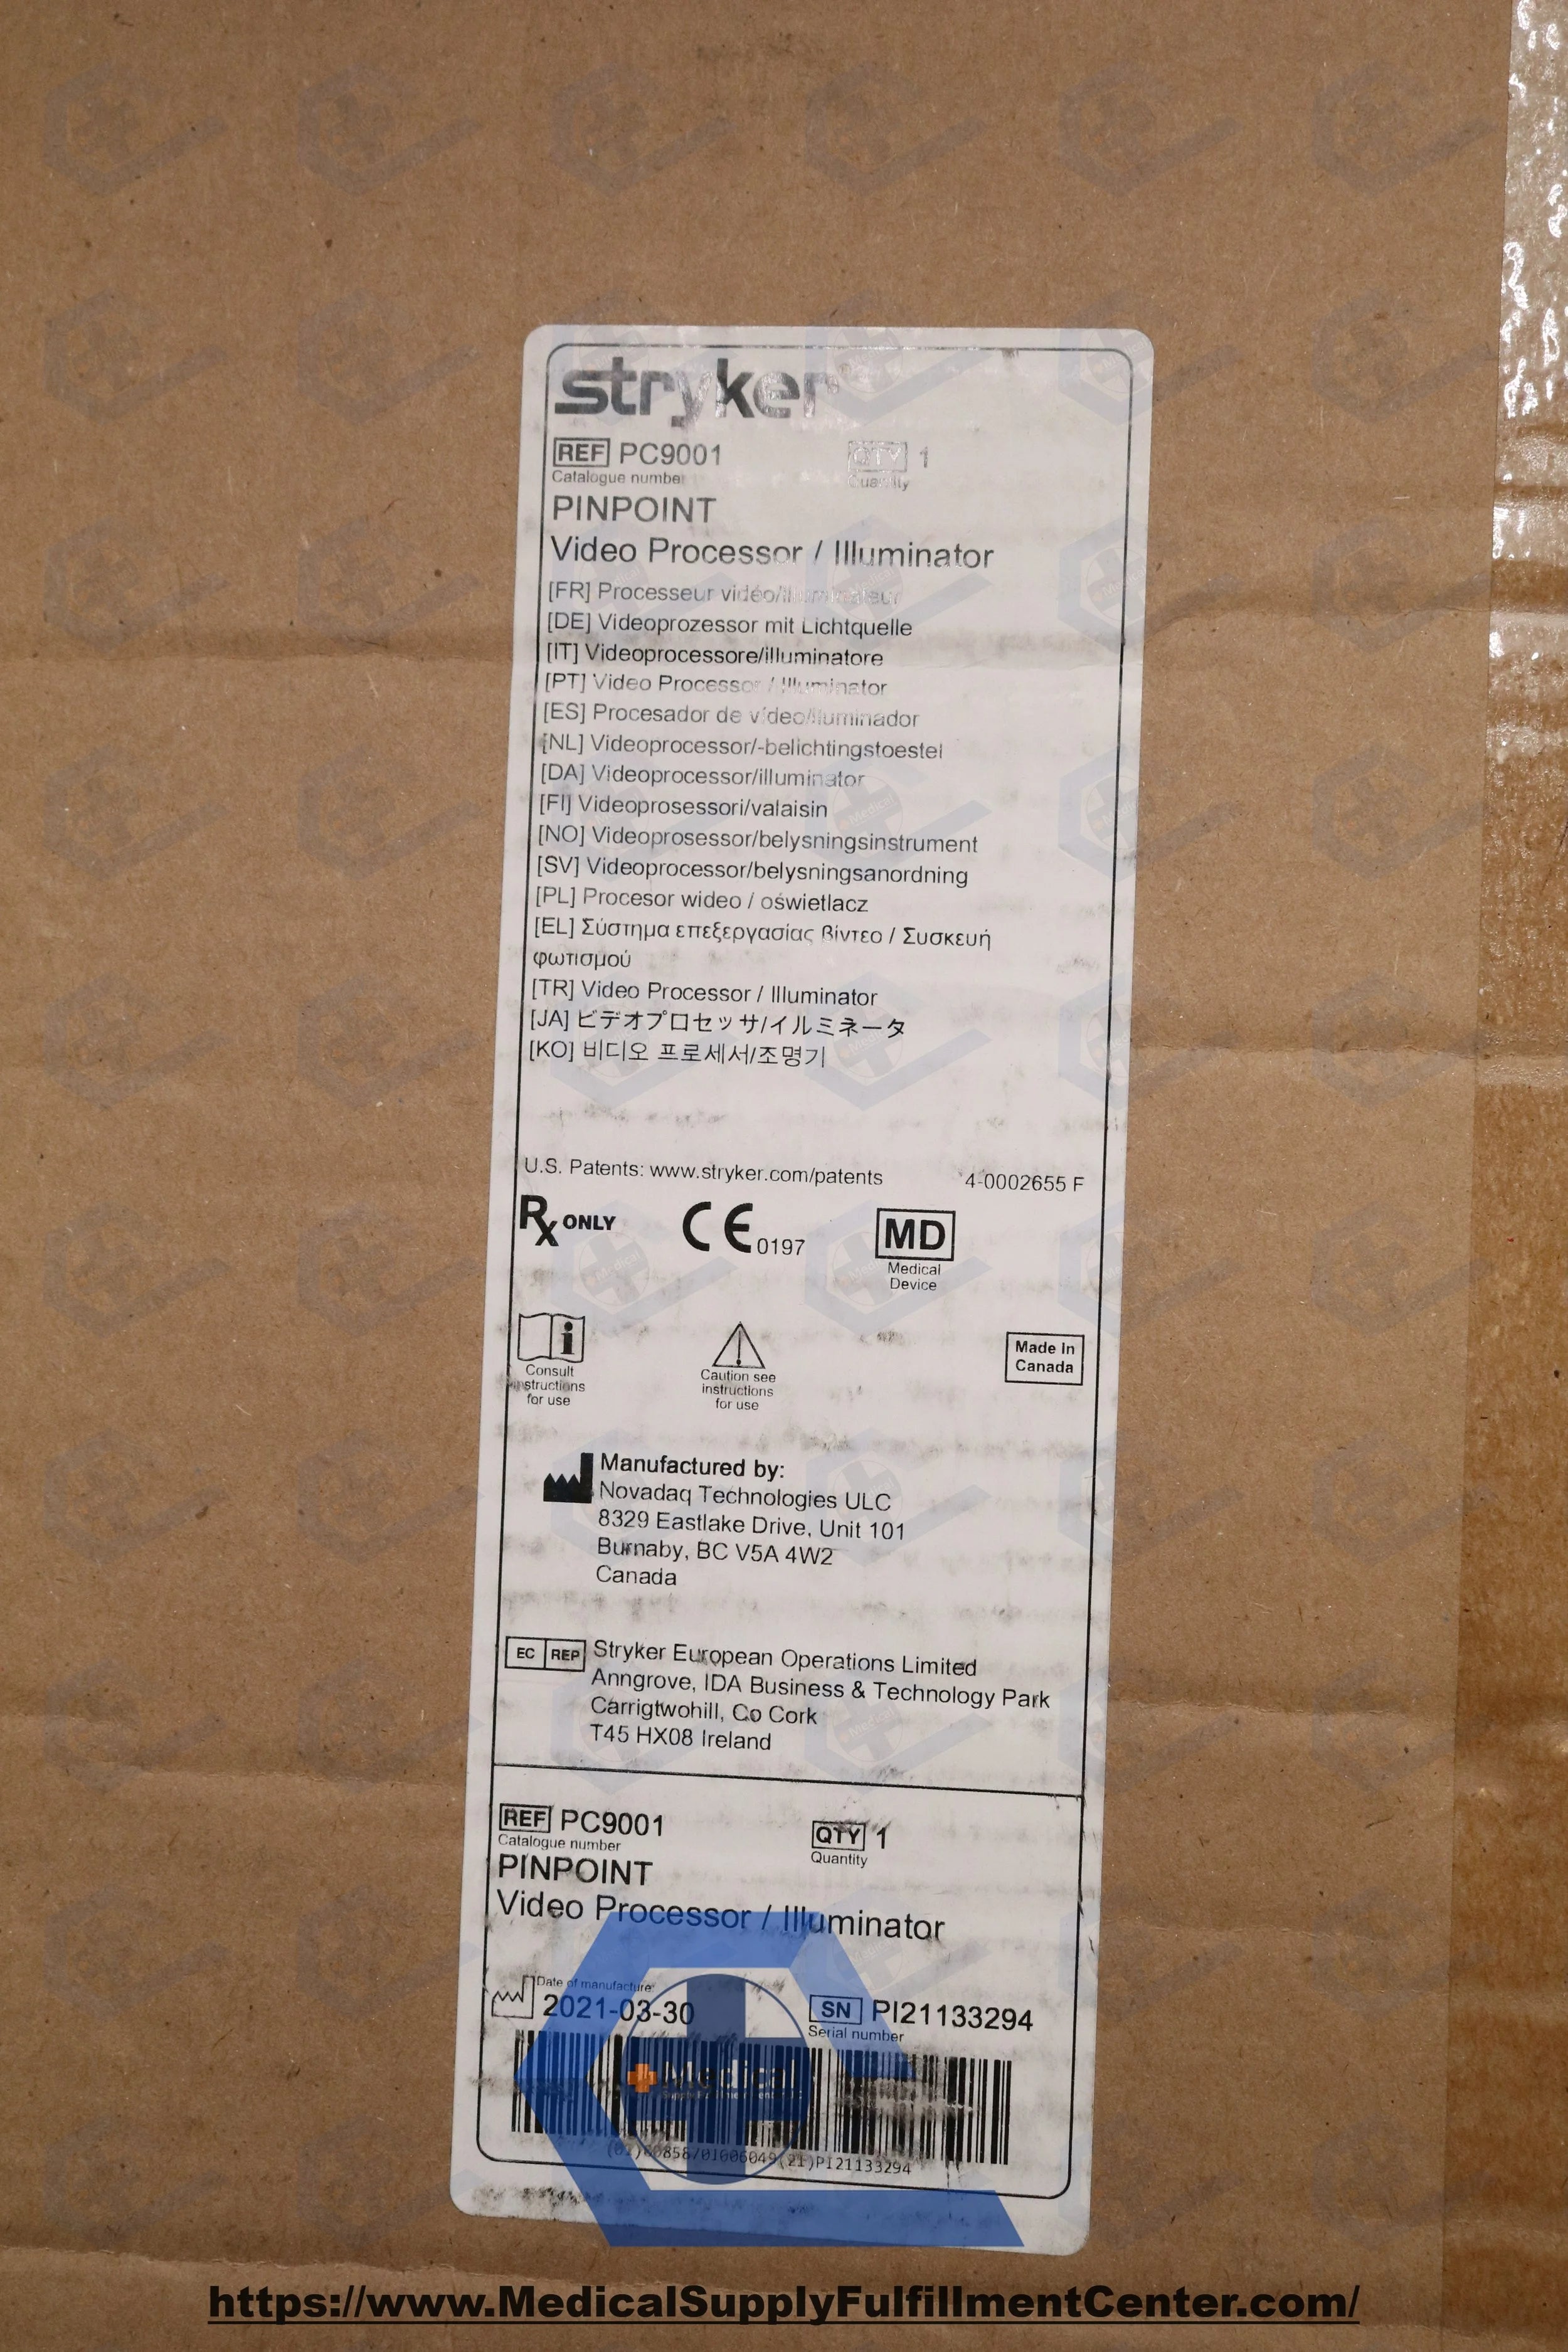 stryker
REF PC9001 QTY 1
Catalogue number Quantity
PINPOINT
Video Processor / Illuminator
[FR] Processeur vidéo/illuminateur
[DE] Videoprozessor mit Lichtquelle
[IT] Videoprocessore/illuminatore
[PT] Video Processor / Illuminator
[ES] Procesador de vídeo/iluminador
[NL] Videoprocessor/-belichtingstoestel
[DA] Videoprocessor/illuminator
[FI] Videoprosessori/valaisin
[NO] Videoprosessor/belysningsinstrument
[SV] Videoprocessor/belysningsanordning
[PL] Procesor wideo / oświetlacz
[EL] Σύστημα επεξεργασίας βίντεο / Συσκευή
φωτισμού
[TR] Video Processor / Illuminator
[JA] ビデオプロセッサ/イルミネータ
[KO] 비디오 프로세서/조명기
U.S. Patents: www.stryker.com/patents 4-0002655 F
Rx ONLY CE 0197 MD
Medical
Device
Consult
instructions
for use
Caution see
instructions
for use
Made In
Canada
Manufactured by:
Novadaq Technologies ULC
8329 Eastlake Drive, Unit 101
Burnaby, BC V5A 4W2
Canada
EC REP Stryker European Operations Limited
Anngrove, IDA Business & Technology Park
Carrigtwohill, Co Cork
T45 HX08 Ireland
REF PC9001 QTY 1
Catalogue number Quantity
PINPOINT
Video Processor / Illuminator
Date of manufacture:
2021-03-30 SN PI21133294
Serial number
Medical
(01)00858701006049(21)PI21133294
https://www.MedicalSupplyFulfillmentCenter.com/